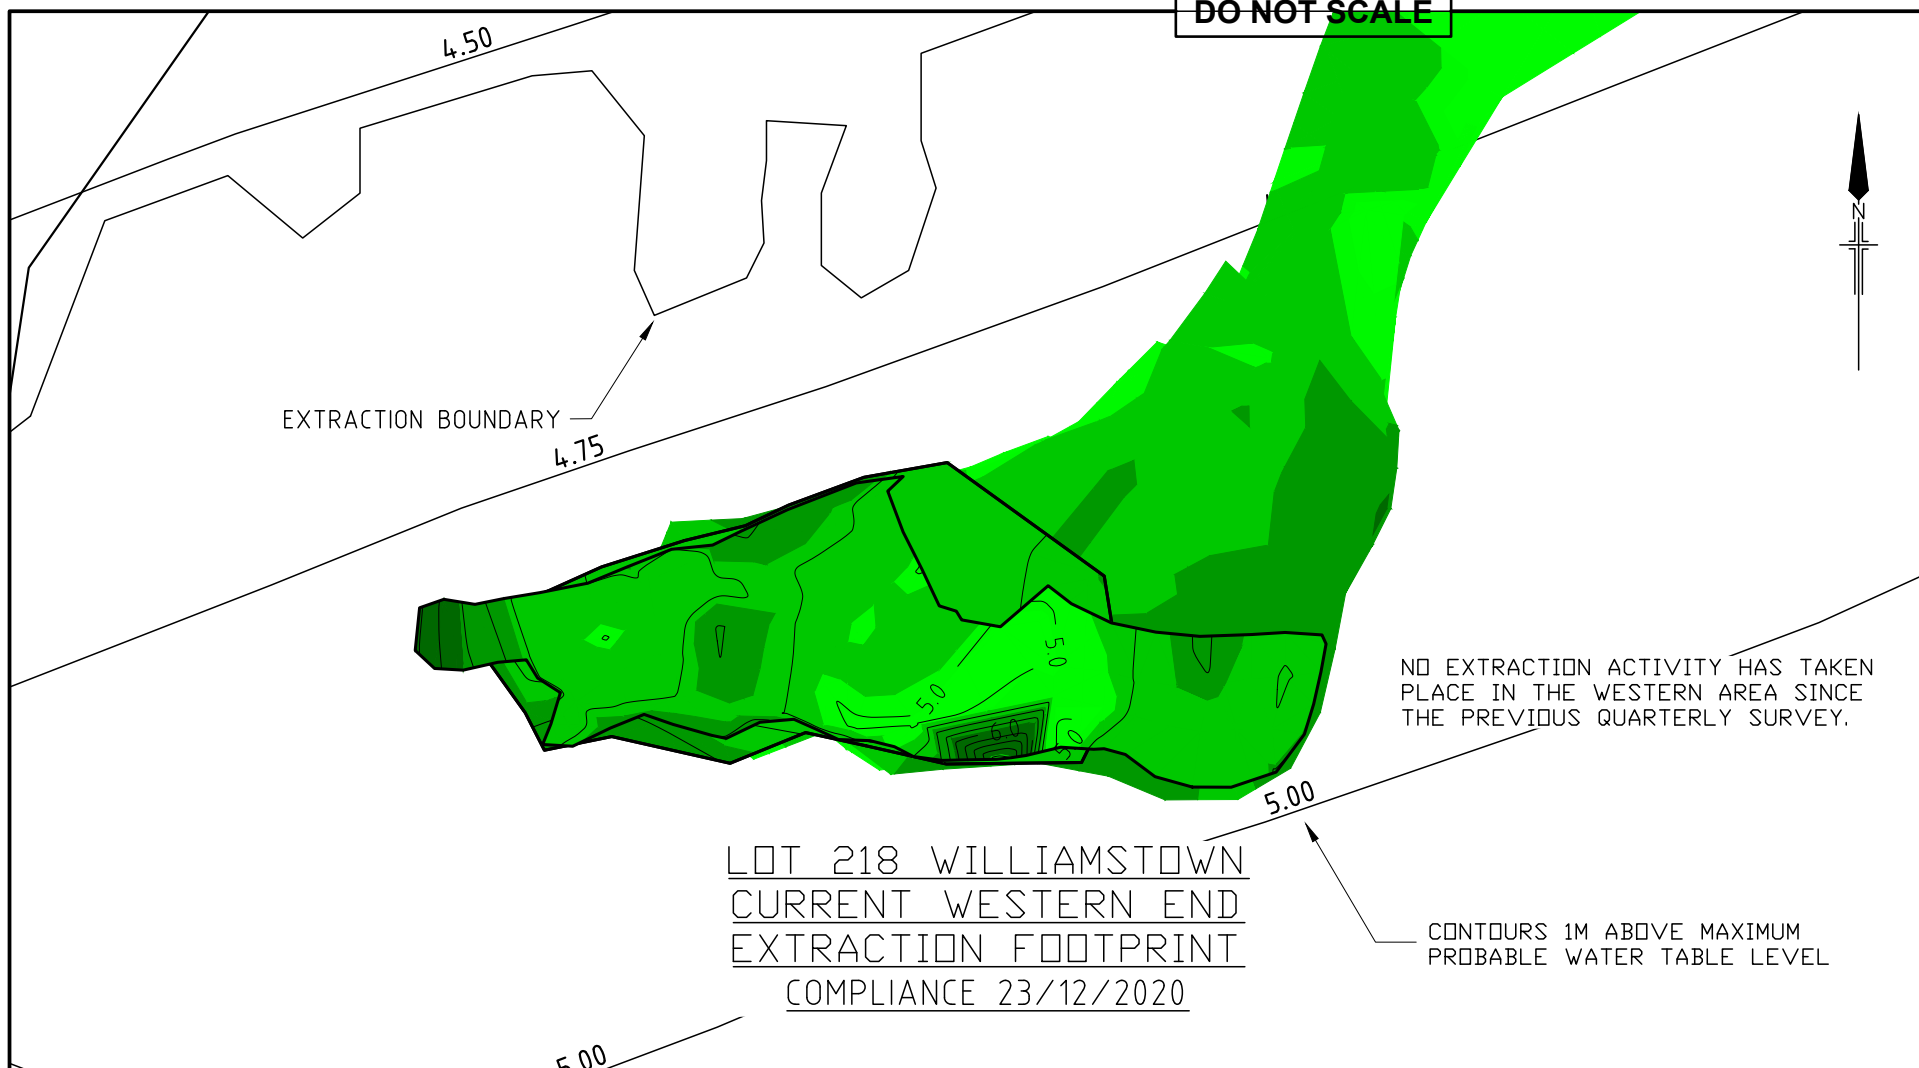 DO NOT SCALE
4.50
N
EXTRACTION BOUNDARY
4.75
5.0
5.0
6.0
5.0
NO EXTRACTION ACTIVITY HAS TAKEN
PLACE IN THE WESTERN AREA SINCE
THE PREVIOUS QUARTERLY SURVEY.
5.00
LOT 218 WILLIAMSTOWN
CURRENT WESTERN END
EXTRACTION FOOTPRINT
COMPLIANCE 23/12/2020
CONTOURS 1M ABOVE MAXIMUM
PROBABLE WATER TABLE LEVEL
5.00